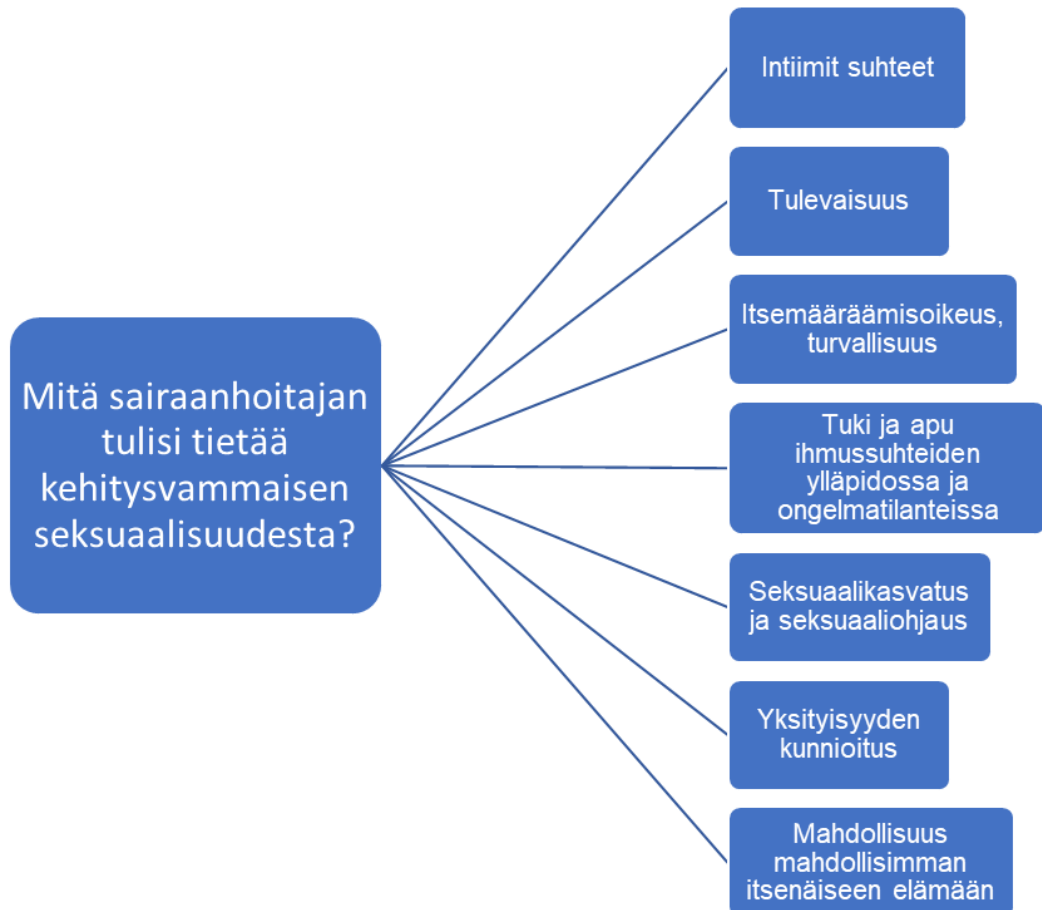 Mitä sairaanhoitajan
tulisi tietää
kehitysvammaisen
seksuaalisuudesta?
Intiimit suhteet
Tulevaisuus
Itsemääräämisoikeus,
turvallisuus
Tuki ja apu
ihmussuhteiden
ylläpidossa ja
ongelmatilanteissa
Seksuaalikasvatus
ja seksuaaliohjaus
Yksityisyyden
kunnioitus
Mahdollisuus
mahdollisimman
itsenäiseen elämään